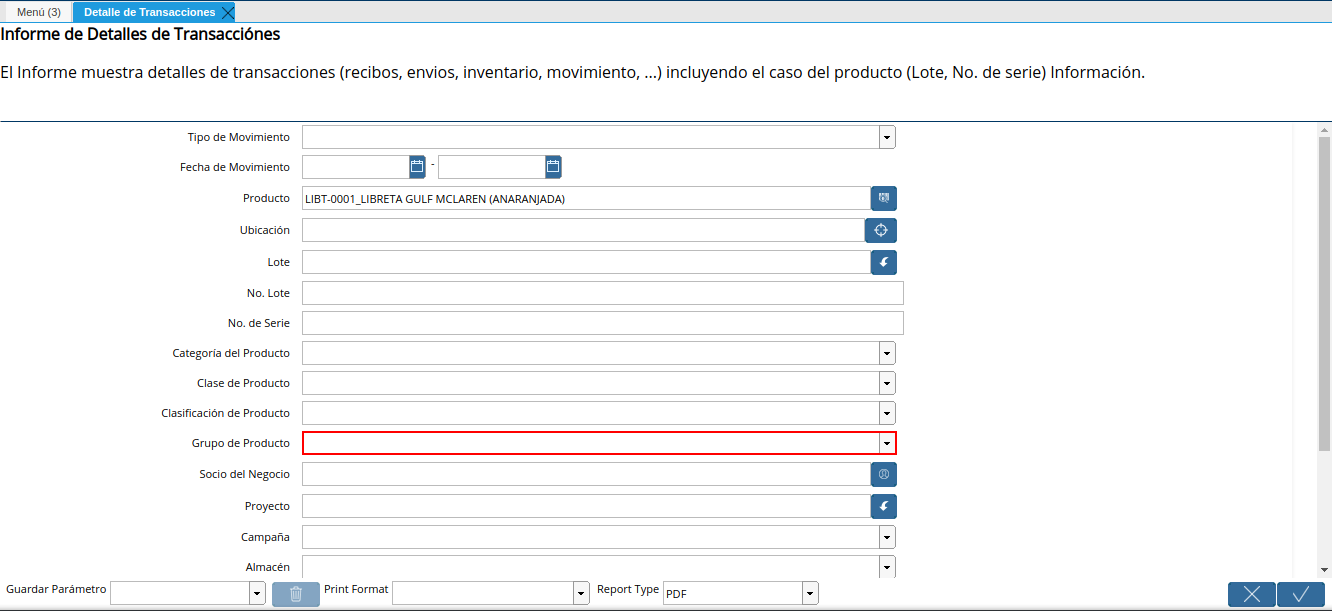 Menú (3) Detalle de Transacciones
Informe de Detalles de Transacciónes
El Informe muestra detalles de transacciones (recibos, envios, inventario, movimiento, ...) incluyendo el caso del producto (Lote, No. de serie) Información.
Tipo de Movimiento
Fecha de Movimiento -
Producto LIBT-0001_LIBRETA GULF MCLAREN (ANARANJADA)
Ubicación
Lote
No. Lote
No. de Serie
Categoría del Producto
Clase de Producto
Clasificación de Producto
Grupo de Producto
Socio del Negocio
Proyecto
Campaña
Almacén
Guardar Parámetro Print Format Report Type PDF